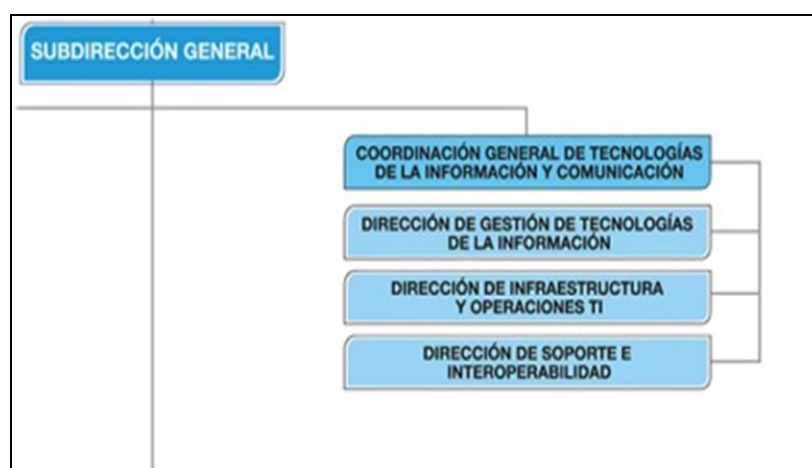 SUBDIRECCIÓN GENERAL
COORDINACIÓN GENERAL DE TECNOLOGÍAS
DE LA INFORMACIÓN Y COMUNICACIÓN
DIRECCIÓN DE GESTIÓN DE TECNOLOGÍAS
DE LA INFORMACIÓN
DIRECCIÓN DE INFRAESTRUCTURA
Y OPERACIONES TI
DIRECCIÓN DE SOPORTE E
INTEROPERABILIDAD